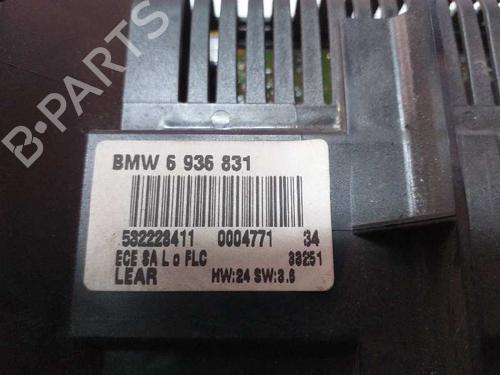 BMW 6 936 831
532228411 0004771 34
ECE SA L o FLC 33251
LEAR HW:24 SW:3.6
B-PARTS